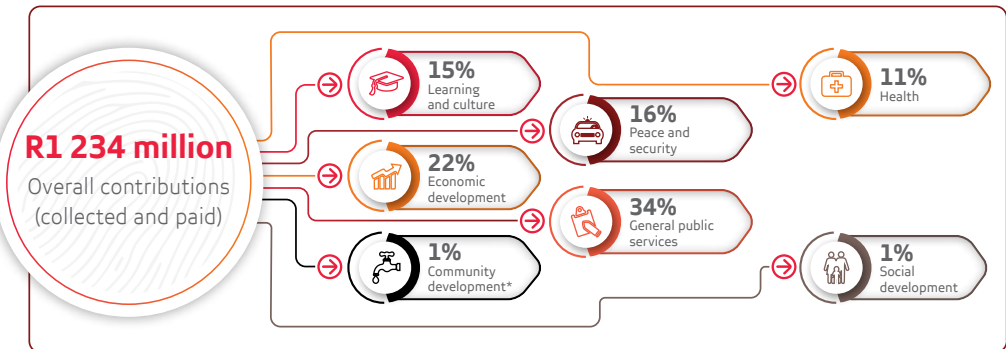 R1 234 million
Overall contributions
(collected and paid)
15%
Learning
and culture
11%
Health
16%
Peace and
security
22%
Economic
development
34%
General public
services
1%
Community
development*
1%
Social
development